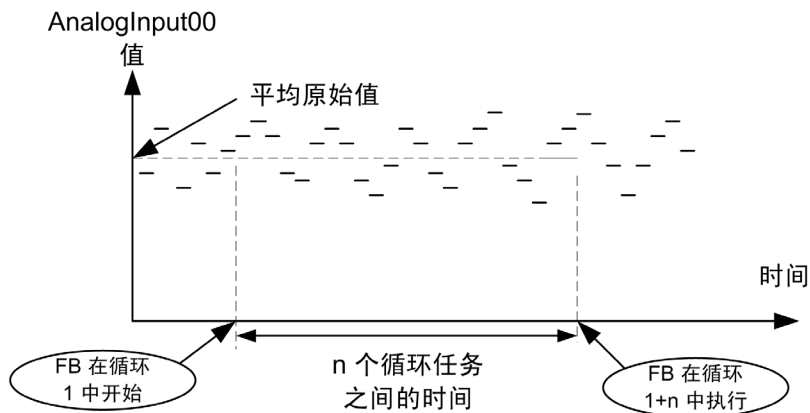 AnalogInput00
值
平均原始值
时间
FB 在循环
1 中开始
n 个循环任务
之间的时间
FB 在循环
1+n 中执行